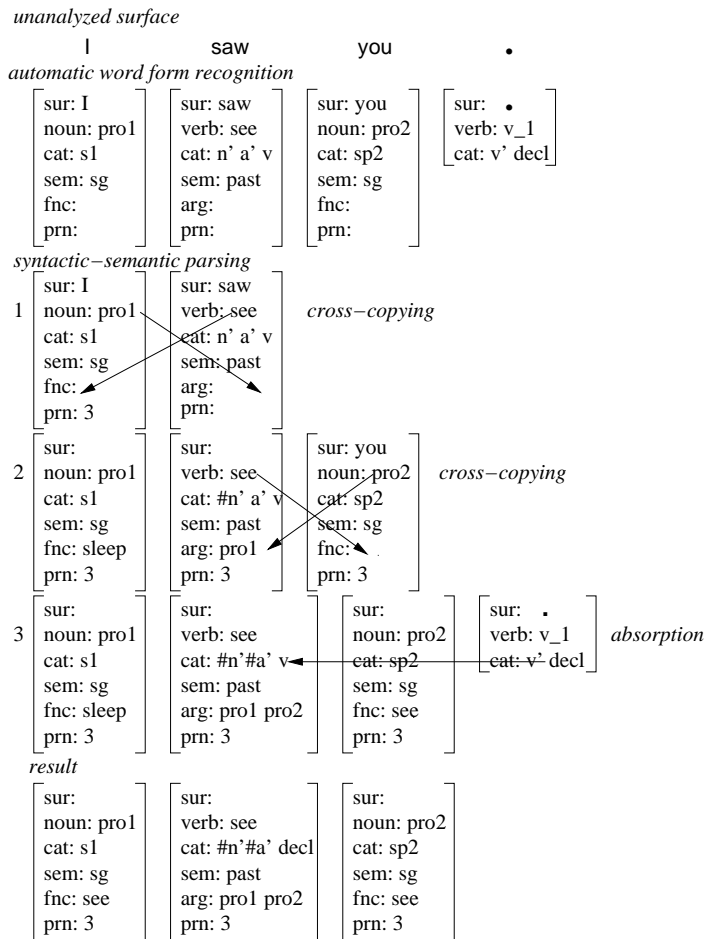 unanalyzed surface
I saw you .
automatic word form recognition
sur: I sur: saw sur: you sur: .
noun: pro1 verb: see noun: pro2 verb: v_1
cat: s1 cat: n' a' v cat: sp2 cat: v' decl
sem: sg sem: past sem: sg
fnc: arg: fnc:
prn: prn: prn:
syntactic–semantic parsing
sur: I sur: saw
1 noun: pro1 verb: see cross–copying
cat: s1 cat: n' a' v
sem: sg sem: past
fnc: arg:
prn: 3 prn:
sur: sur: sur: you
2 noun: pro1 verb: see noun: pro2 cross–copying
cat: s1 cat: #n' a' v cat: sp2
sem: sg sem: past sem: sg
fnc: sleep arg: pro1 fnc:
prn: 3 prn: 3 prn: 3
sur: sur: sur: sur: .
3 noun: pro1 verb: see noun: pro2 verb: v_1 absorption
cat: s1 cat: #n'#a' v cat: sp2 cat: v' decl
sem: sg sem: past sem: sg
fnc: sleep arg: pro1 pro2 fnc: see
prn: 3 prn: 3 prn: 3
result
sur: sur: sur:
noun: pro1 verb: see noun: pro2
cat: s1 cat: #n'#a' decl cat: sp2
sem: sg sem: past sem: sg
fnc: see arg: pro1 pro2 fnc: see
prn: 3 prn: 3 prn: 3